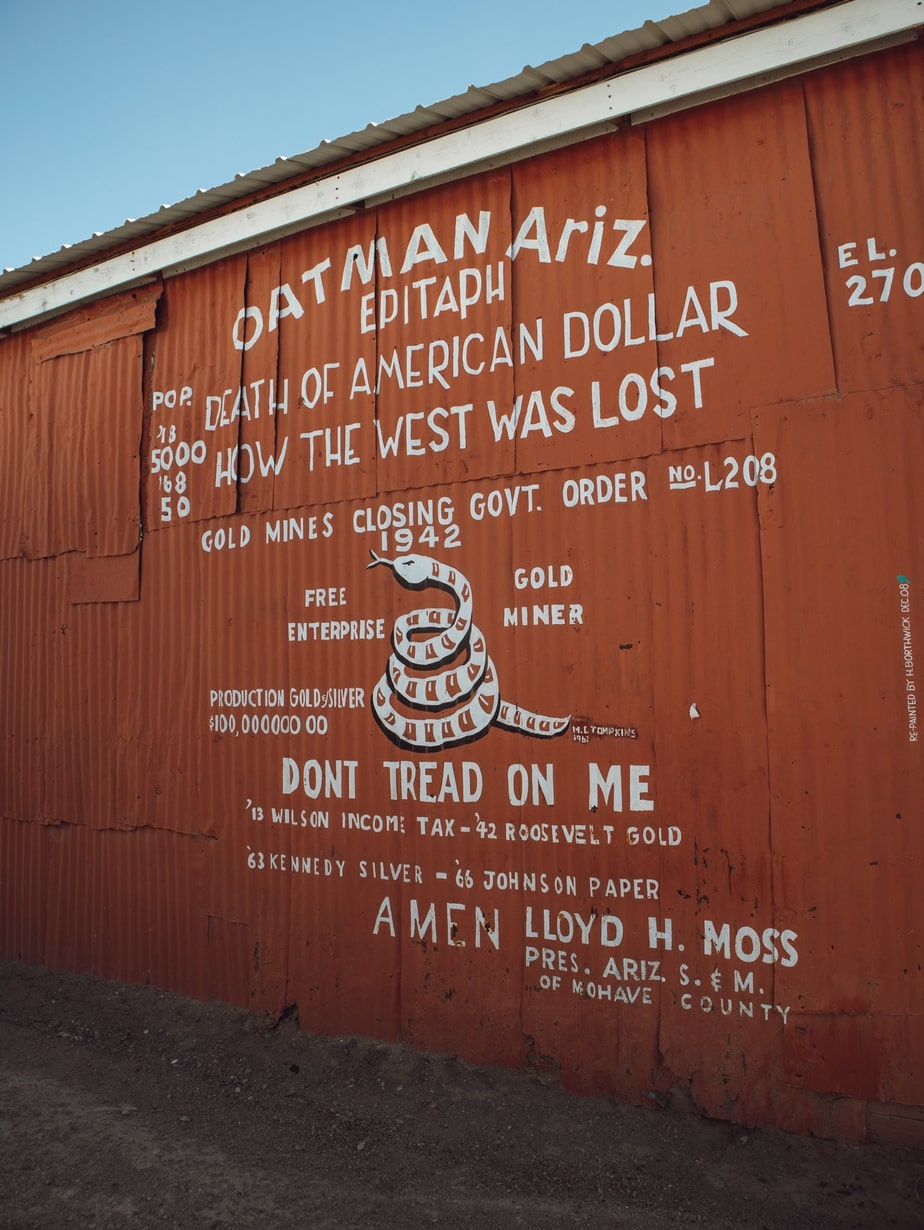 OATMAN Ariz.
EPITAPH
DEATH OF AMERICAN DOLLAR
HOW THE WEST WAS LOST
POP.
'18
5000
'68
50
EL.
270
GOLD MINES CLOSING GOVT. ORDER NO. L208
1942
FREE
ENTERPRISE
GOLD
MINER
PRODUCTION GOLD & SILVER
$100,000000 00
M.C TOMPKINS
DONT TREAD ON ME
'13 WILSON INCOME TAX - '42 ROOSEVELT GOLD
'63 KENNEDY SILVER - '66 JOHNSON PAPER
AMEN LLOYD H. MOSS
PRES. ARIZ. S. & M.
OF MOHAVE COUNTY
RE-PAINTED BY H. BORTHWICK DEC.08